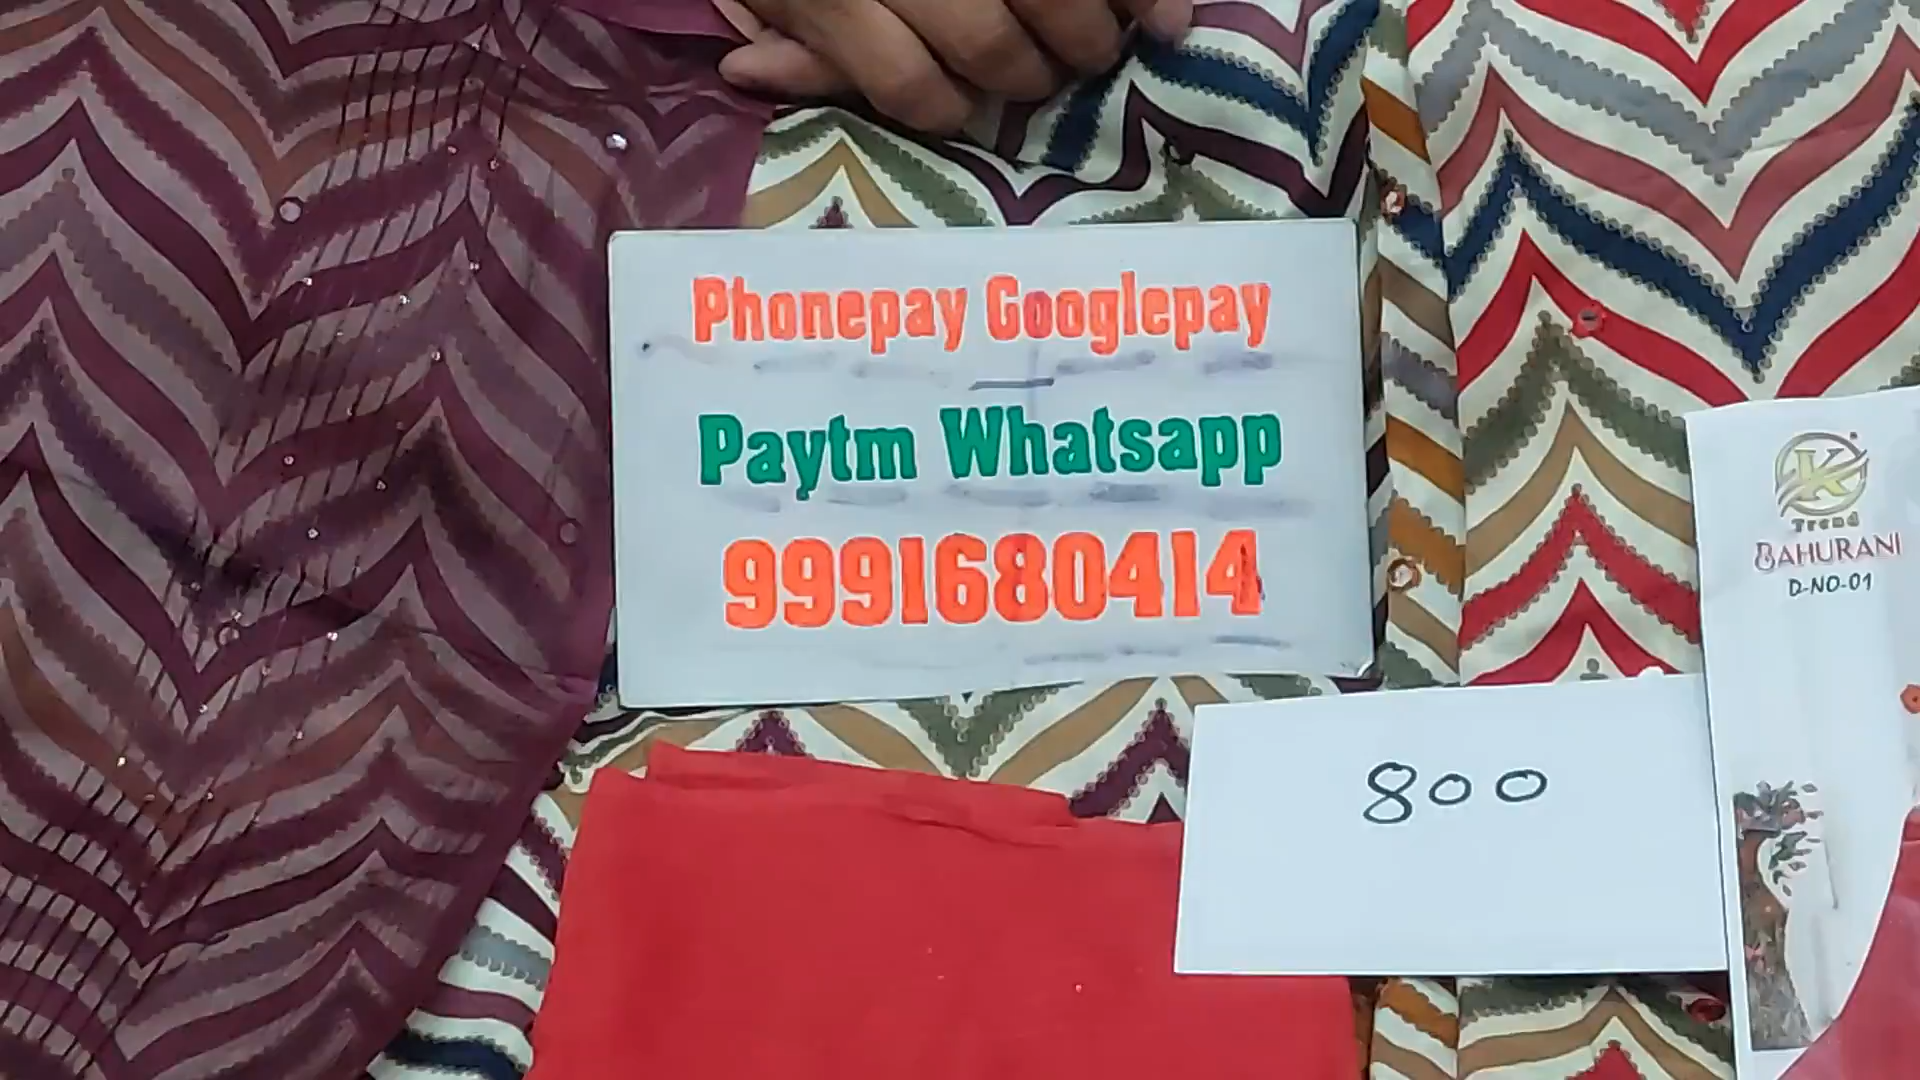 Phonepay Googlepay
Paytm Whatsapp
9991680414
800
K
Trend
BAHURANI
D-NO-01